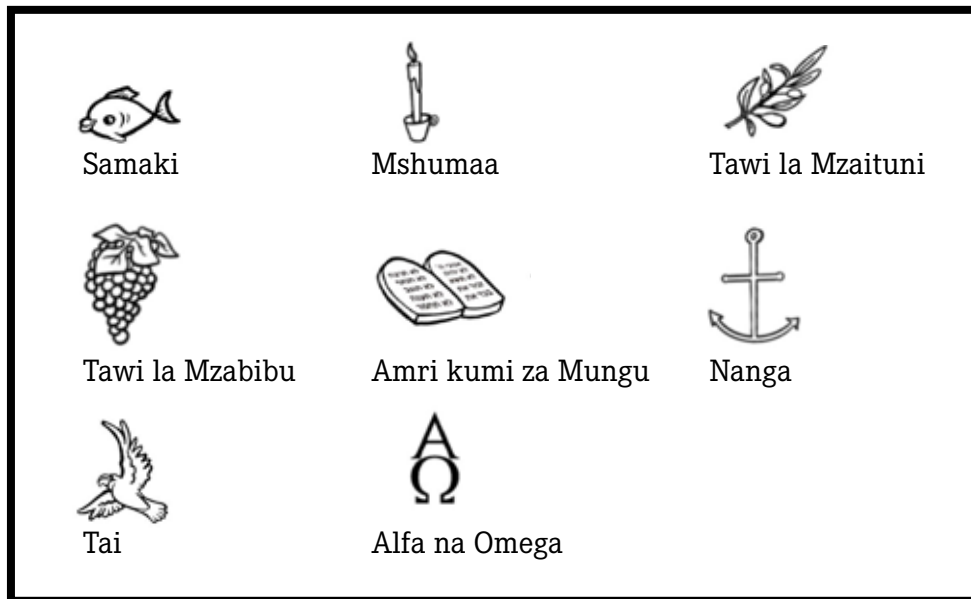 Samaki
Mshumaa
Tawi la Mzaituni
Tawi la Mzabibu
Amri kumi za Mungu
Nanga
Α
Ω
Tai
Alfa na Omega